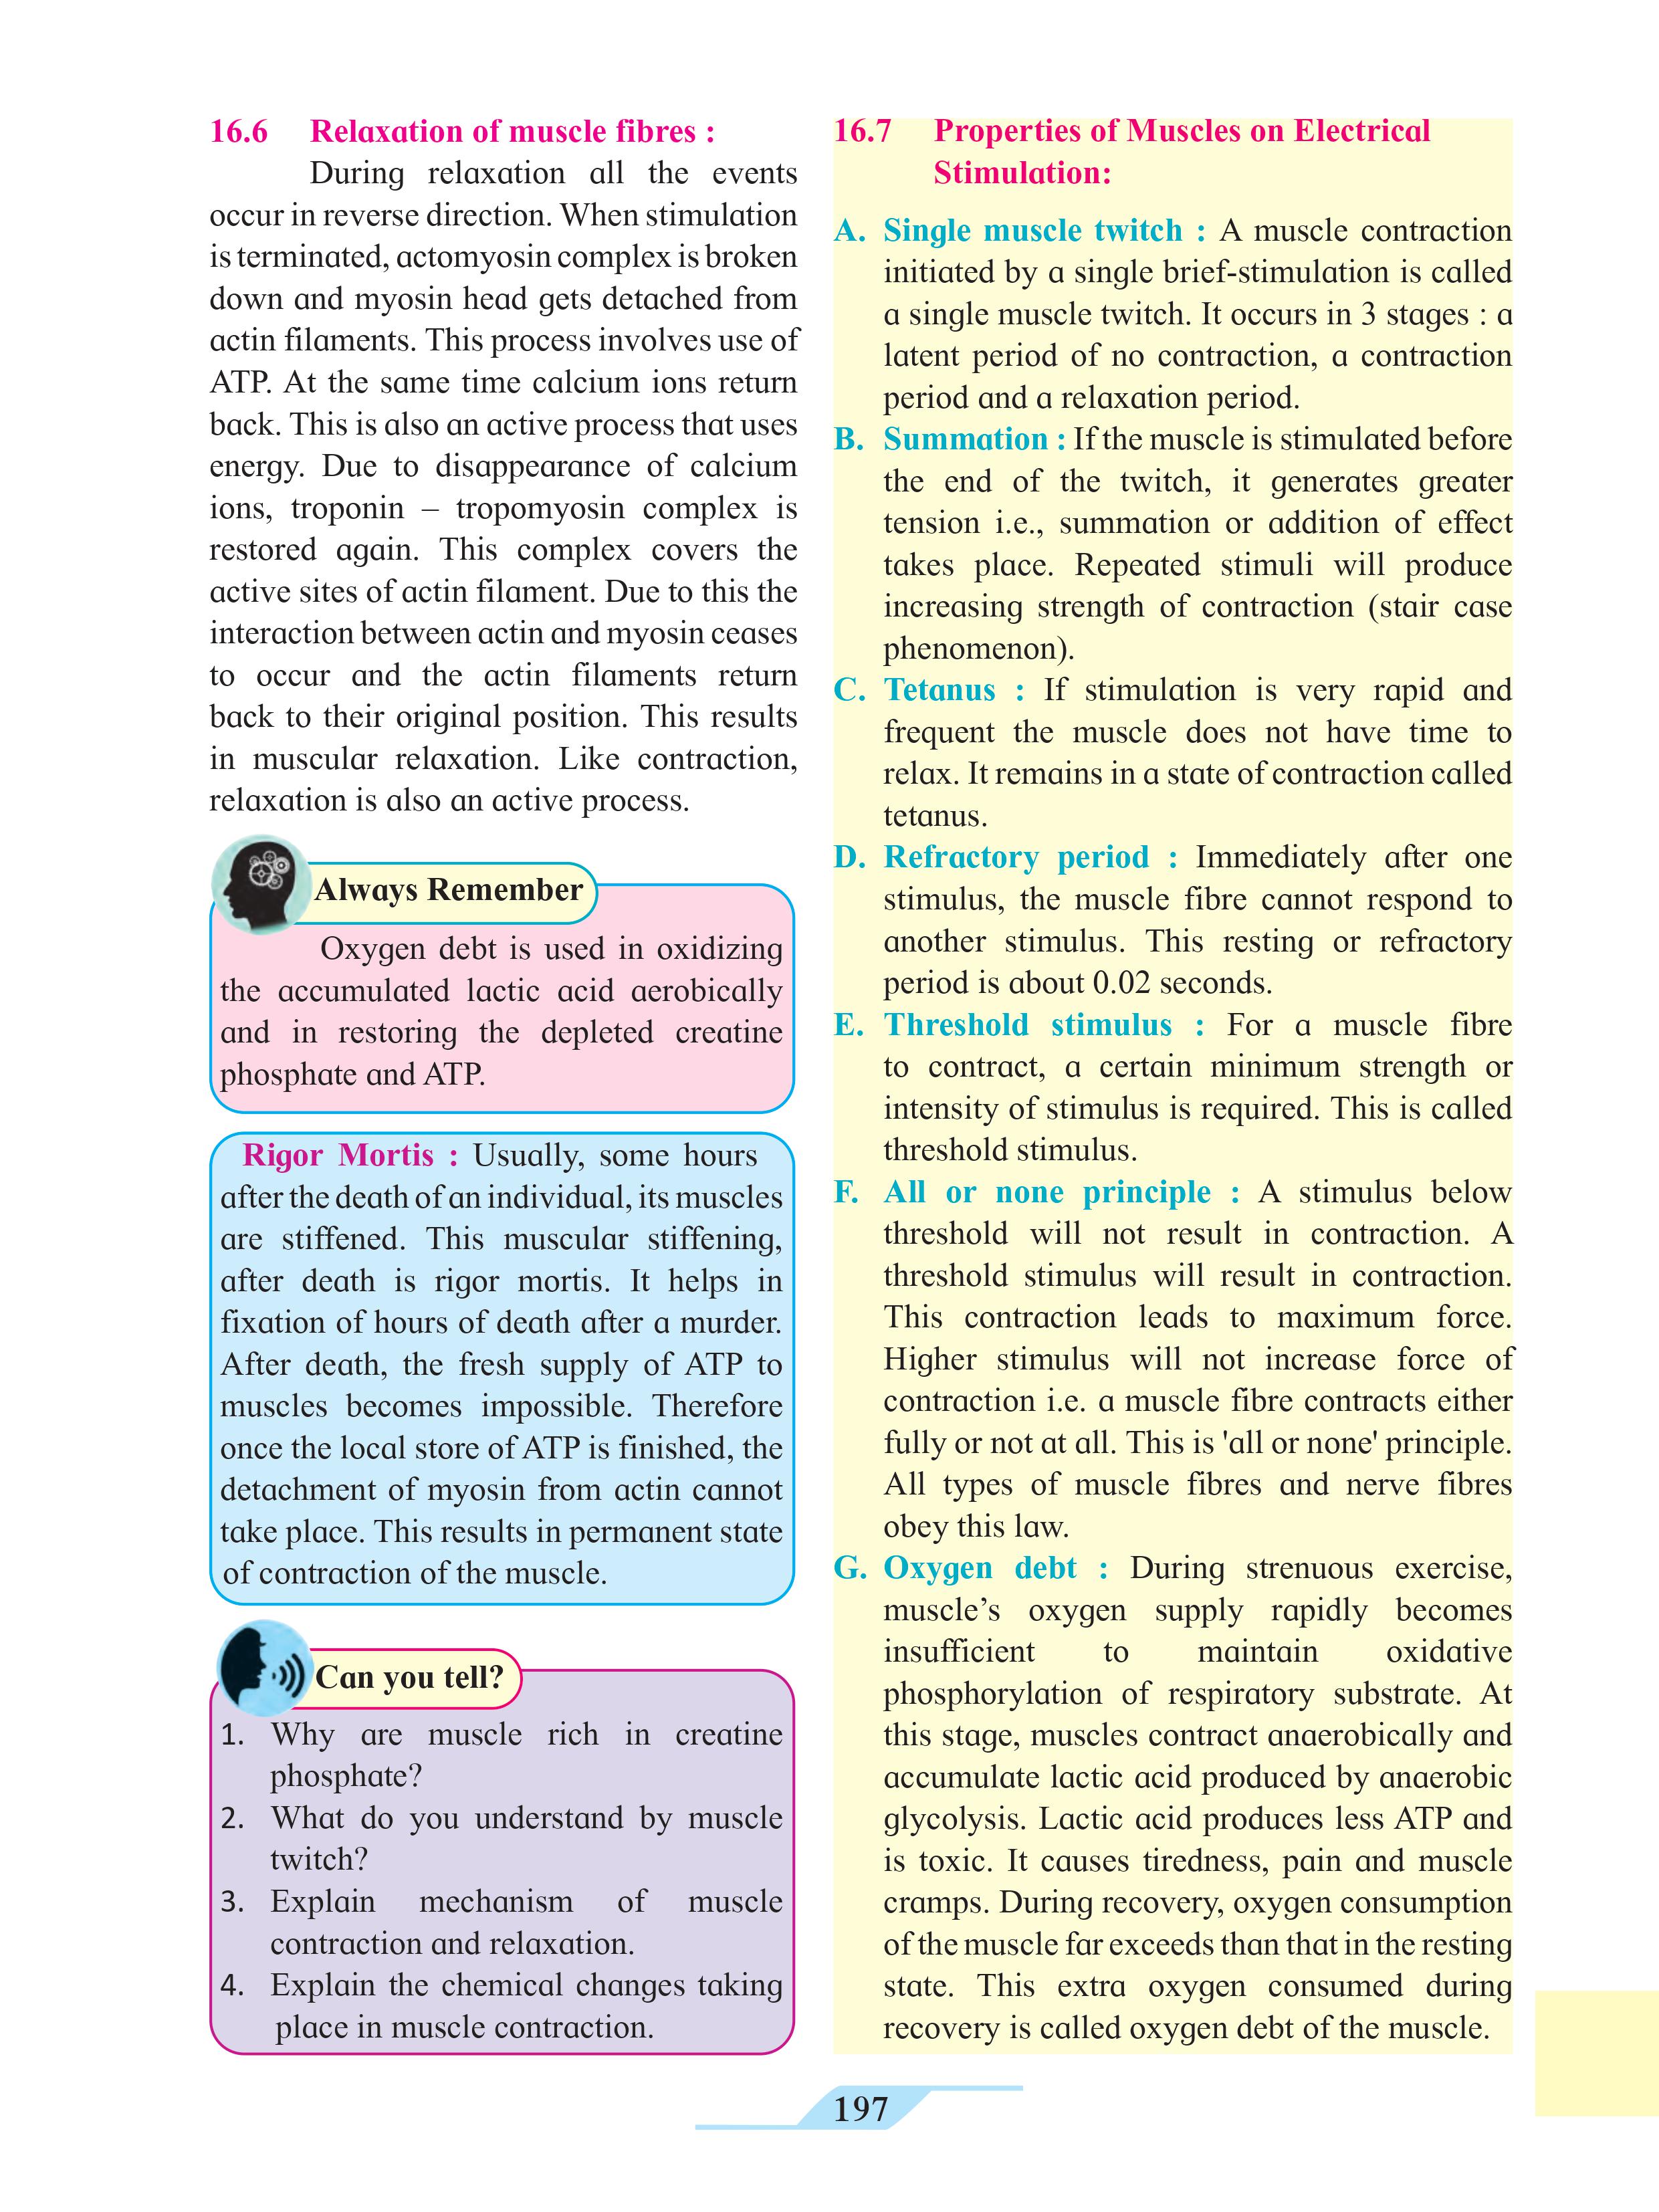 16.6 Relaxation of muscle fibres :
During relaxation all the events
occur in reverse direction. When stimulation
is terminated, actomyosin complex is broken
down and myosin head gets detached from
actin filaments. This process involves use of
ATP. At the same time calcium ions return
back. This is also an active process that uses
energy. Due to disappearance of calcium
ions, troponin – tropomyosin complex is
restored again. This complex covers the
active sites of actin filament. Due to this the
interaction between actin and myosin ceases
to occur and the actin filaments return
back to their original position. This results
in muscular relaxation. Like contraction,
relaxation is also an active process.
Always Remember
Oxygen debt is used in oxidizing
the accumulated lactic acid aerobically
and in restoring the depleted creatine
phosphate and ATP.
Rigor Mortis : Usually, some hours
after the death of an individual, its muscles
are stiffened. This muscular stiffening,
after death is rigor mortis. It helps in
fixation of hours of death after a murder.
After death, the fresh supply of ATP to
muscles becomes impossible. Therefore
once the local store of ATP is finished, the
detachment of myosin from actin cannot
take place. This results in permanent state
of contraction of the muscle.
Can you tell?
1. Why are muscle rich in creatine
phosphate?
2. What do you understand by muscle
twitch?
3. Explain mechanism of muscle
contraction and relaxation.
4. Explain the chemical changes taking
place in muscle contraction.
16.7 Properties of Muscles on Electrical
Stimulation:
A. Single muscle twitch : A muscle contraction
initiated by a single brief-stimulation is called
a single muscle twitch. It occurs in 3 stages : a
latent period of no contraction, a contraction
period and a relaxation period.
B. Summation : If the muscle is stimulated before
the end of the twitch, it generates greater
tension i.e., summation or addition of effect
takes place. Repeated stimuli will produce
increasing strength of contraction (stair case
phenomenon).
C. Tetanus : If stimulation is very rapid and
frequent the muscle does not have time to
relax. It remains in a state of contraction called
tetanus.
D. Refractory period : Immediately after one
stimulus, the muscle fibre cannot respond to
another stimulus. This resting or refractory
period is about 0.02 seconds.
E. Threshold stimulus : For a muscle fibre
to contract, a certain minimum strength or
intensity of stimulus is required. This is called
threshold stimulus.
F. All or none principle : A stimulus below
threshold will not result in contraction. A
threshold stimulus will result in contraction.
This contraction leads to maximum force.
Higher stimulus will not increase force of
contraction i.e. a muscle fibre contracts either
fully or not at all. This is 'all or none' principle.
All types of muscle fibres and nerve fibres
obey this law.
G. Oxygen debt : During strenuous exercise,
muscle’s oxygen supply rapidly becomes
insufficient to maintain oxidative
phosphorylation of respiratory substrate. At
this stage, muscles contract anaerobically and
accumulate lactic acid produced by anaerobic
glycolysis. Lactic acid produces less ATP and
is toxic. It causes tiredness, pain and muscle
cramps. During recovery, oxygen consumption
of the muscle far exceeds than that in the resting
state. This extra oxygen consumed during
recovery is called oxygen debt of the muscle.
197